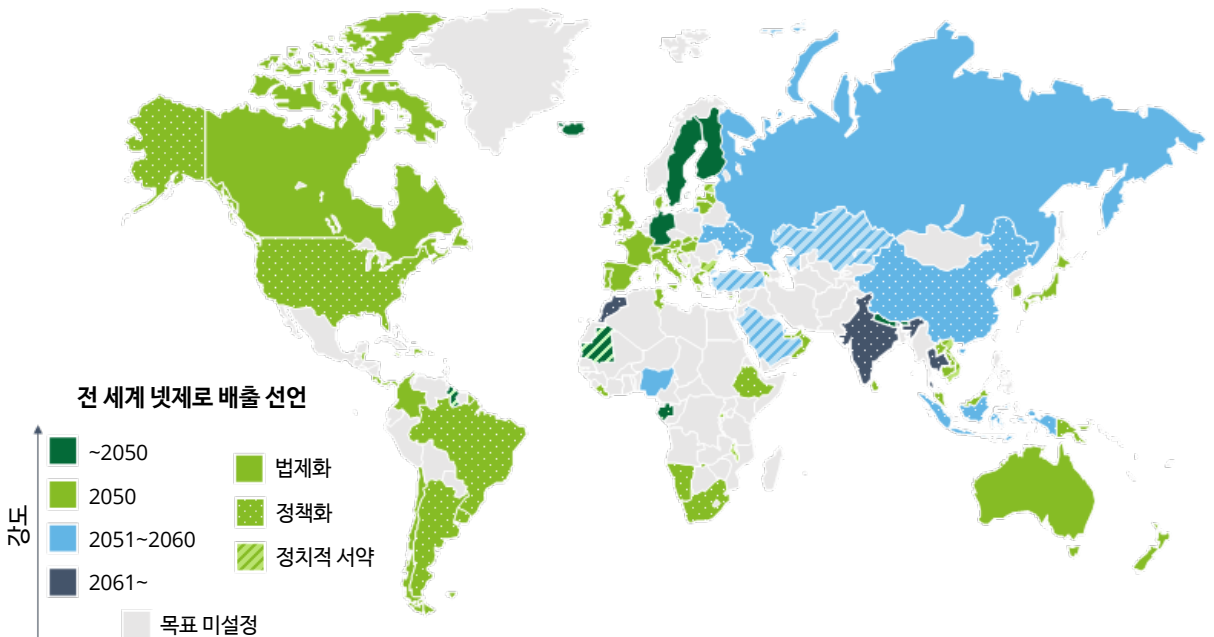 전 세계 넷제로 배출 선언
강도
~2050
2050
2051~2060
2061~
법제화
정책화
정치적 서약
목표 미설정